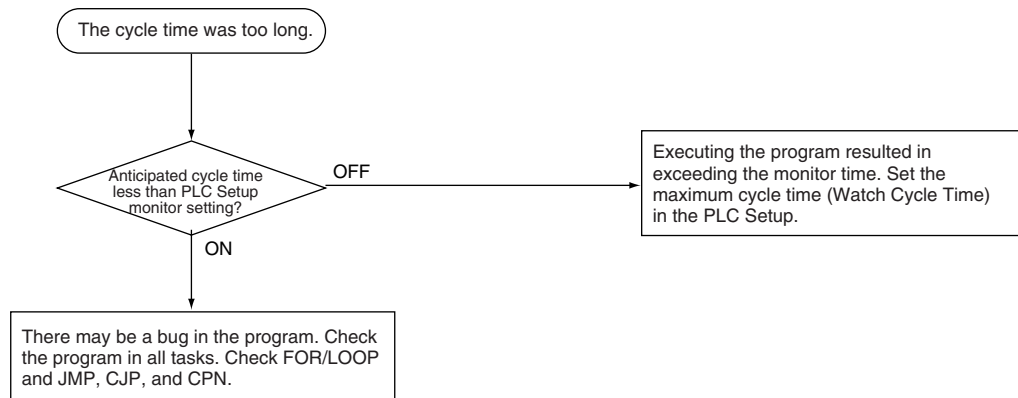 The cycle time was too long.
Anticipated cycle time
less than PLC Setup
monitor setting?
OFF
Executing the program resulted in
exceeding the monitor time. Set the
maximum cycle time (Watch Cycle Time)
in the PLC Setup.
ON
There may be a bug in the program. Check
the program in all tasks. Check FOR/LOOP
and JMP, CJP, and CPN.